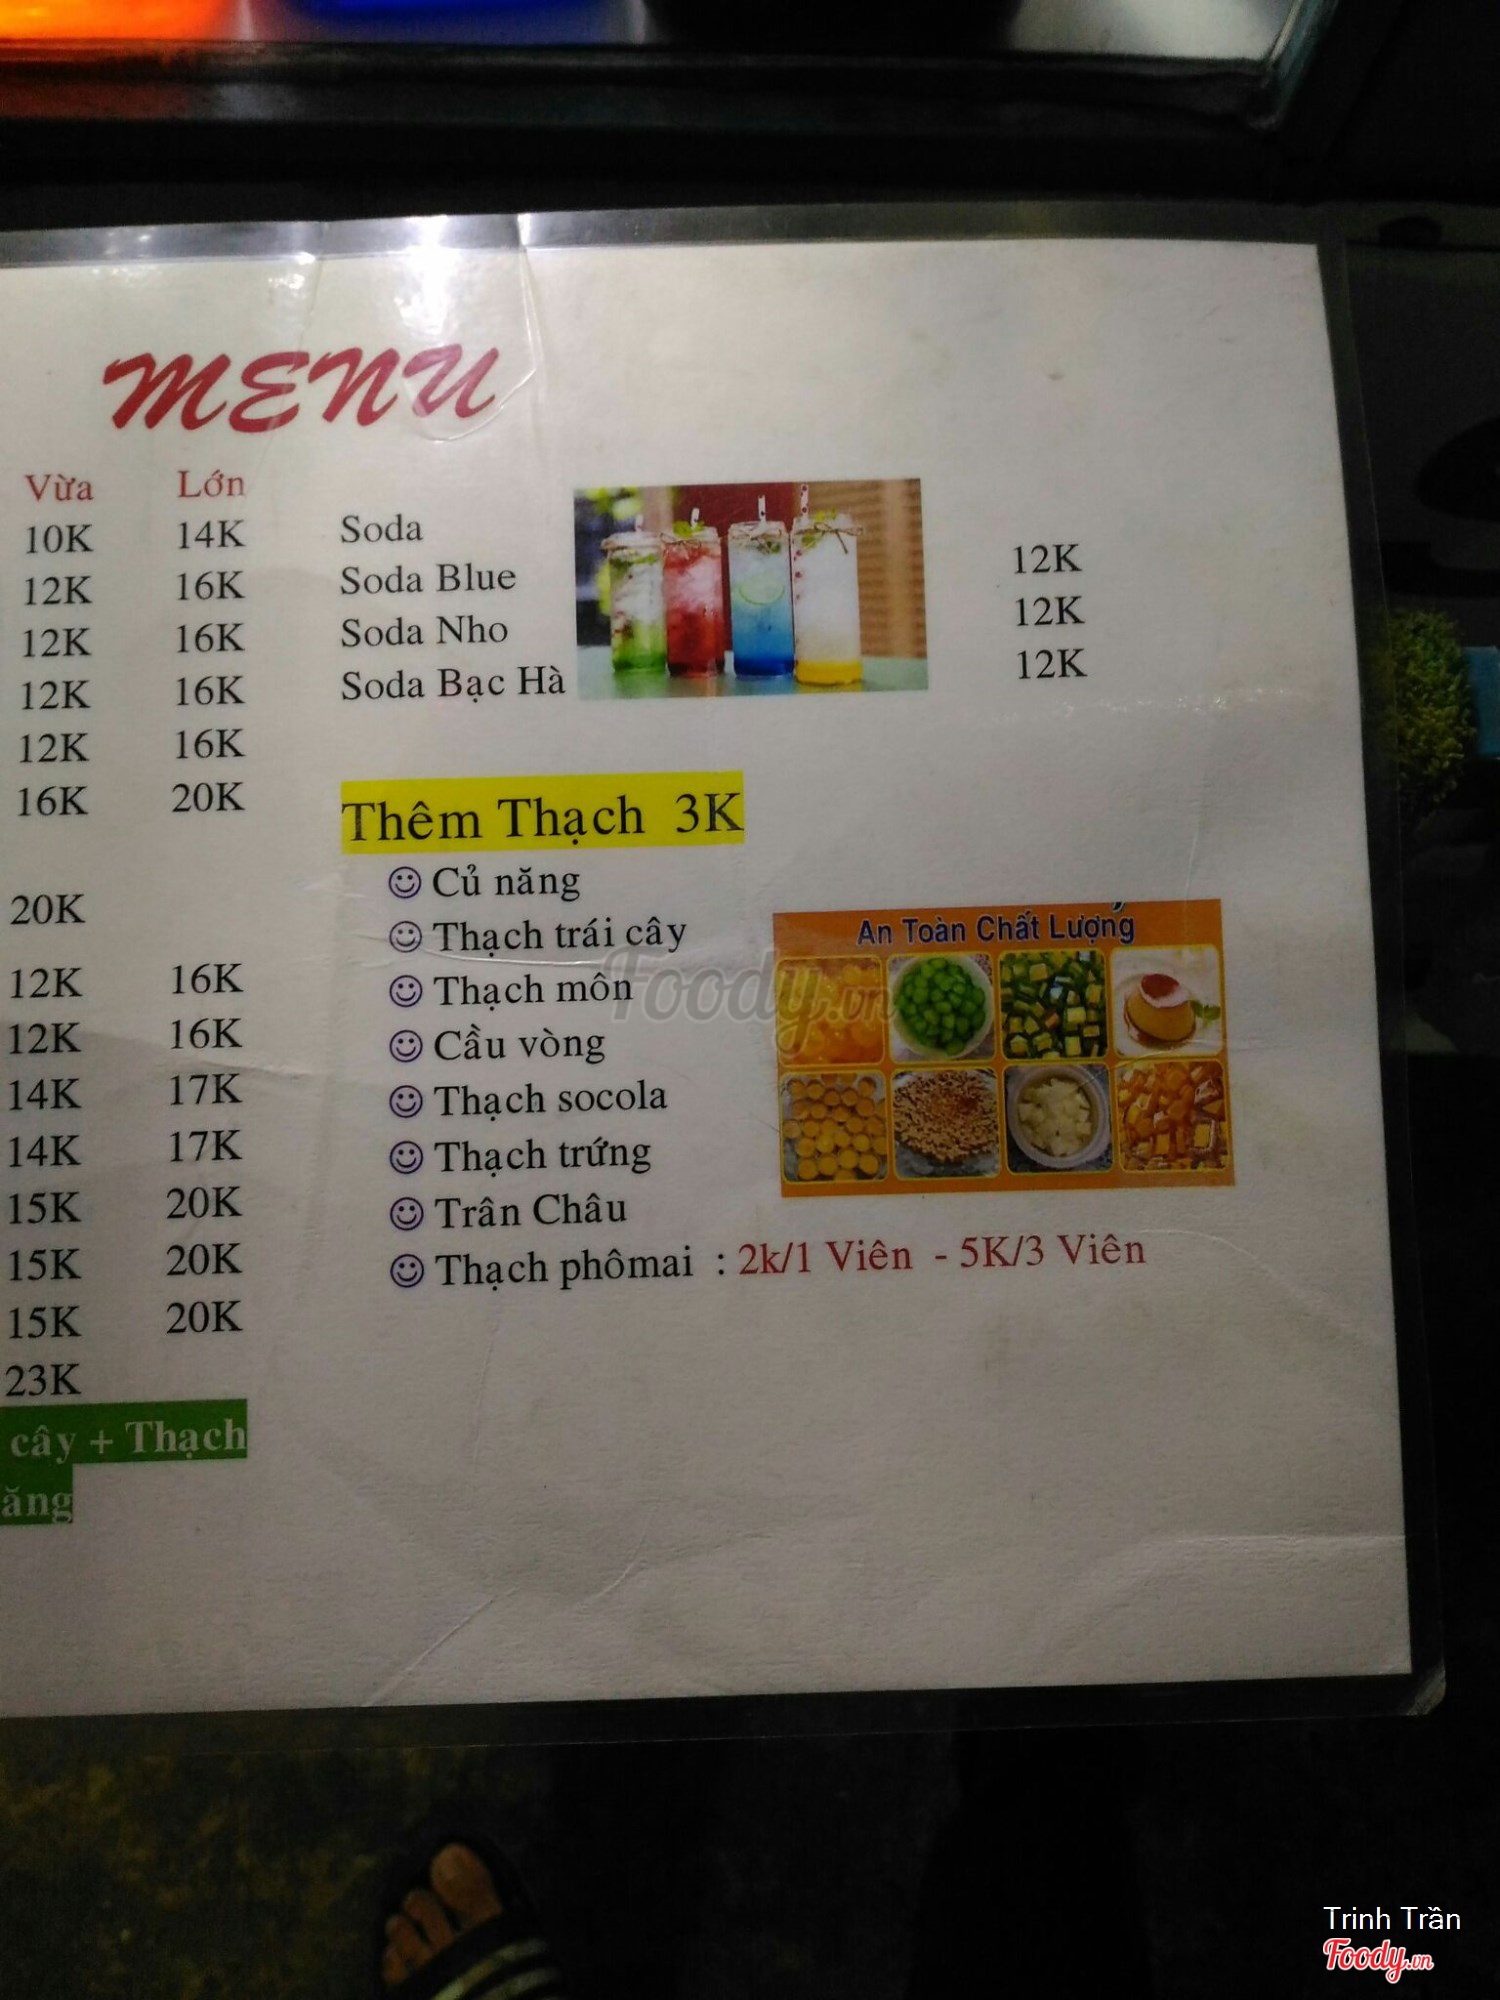 MENU
Vừa Lớn
10K 14K Soda
12K 16K Soda Blue 12K
12K 16K Soda Nho 12K
12K 16K Soda Bạc Hà 12K
12K 16K
16K 20K Thêm Thạch 3K
Củ năng
20K
Thạch trái cây
12K 16K Thạch môn
12K 16K Cầu vòng
14K 17K Thạch socola
14K 17K Thạch trứng
15K 20K Trân Châu
15K 20K Thạch phômai : 2k/1 Viên - 5K/3 Viên
15K 20K
23K
cây + Thạch
ăng
An Toàn Chất Lượng
Foody.vn
Trinh Trần
Foody.vn